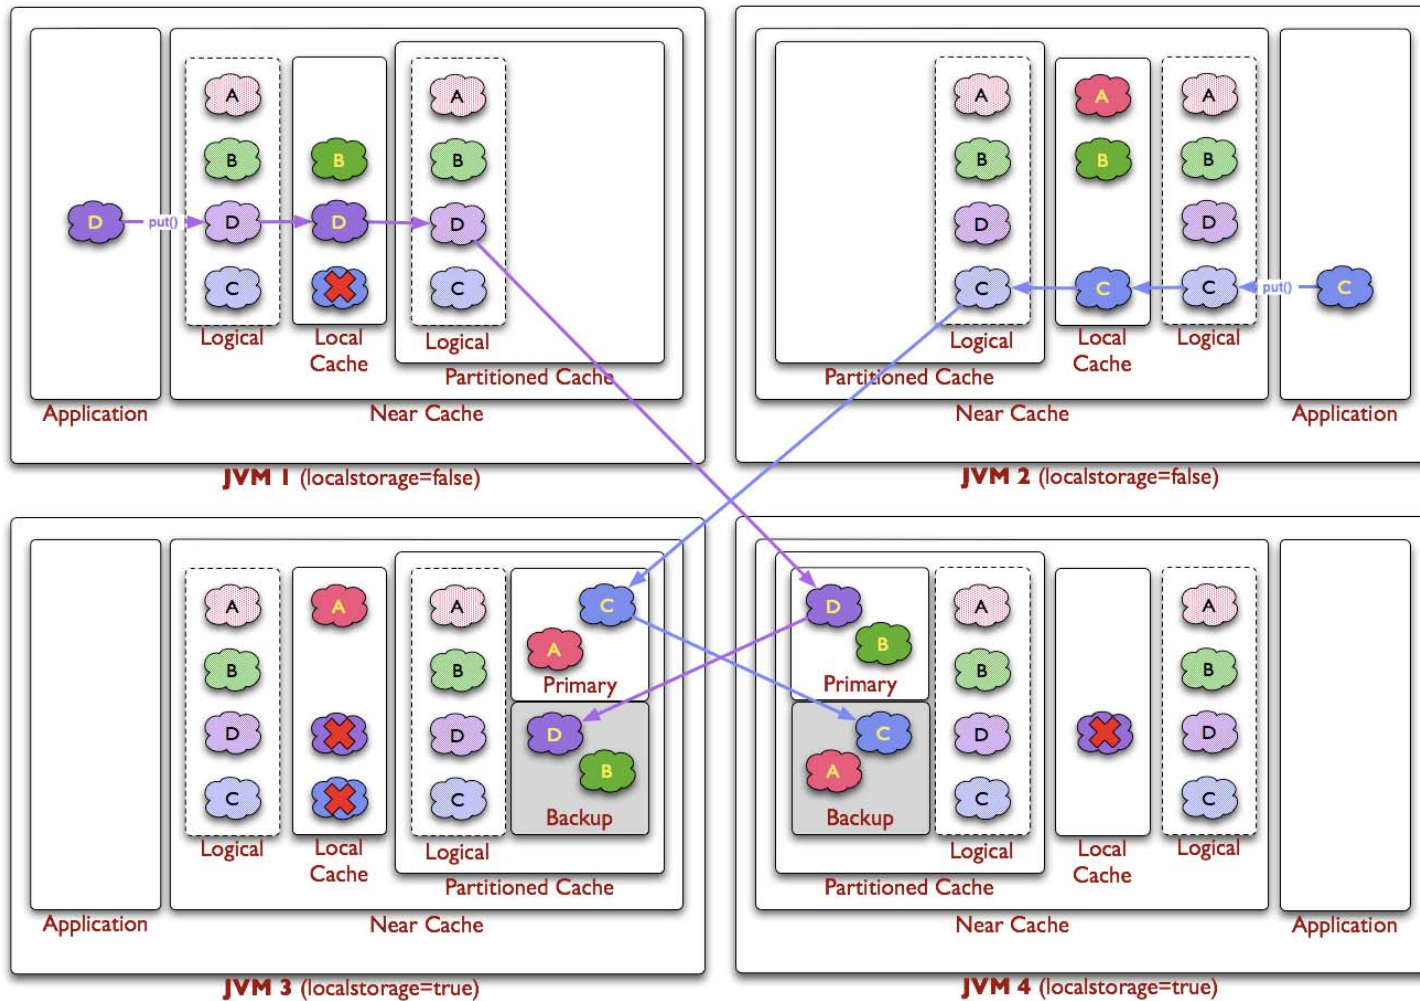 A A A A A
B B B B B B
D put() D D D D D
C C C C C put() C
Logical Local Cache Logical
Logical Local Cache Logical
Partitioned Cache
Partitioned Cache
Application Near Cache
Near Cache Application
JVM 1 (localstorage=false)
JVM 2 (localstorage=false)
A A A C D A A
A B
B B Primary Primary B B
D D D C D D
B A
C C Backup Backup C C
Logical Local Cache Logical
Logical Local Cache Logical
Partitioned Cache
Partitioned Cache
Application Near Cache
Near Cache Application
JVM 3 (localstorage=true)
JVM 4 (localstorage=true)